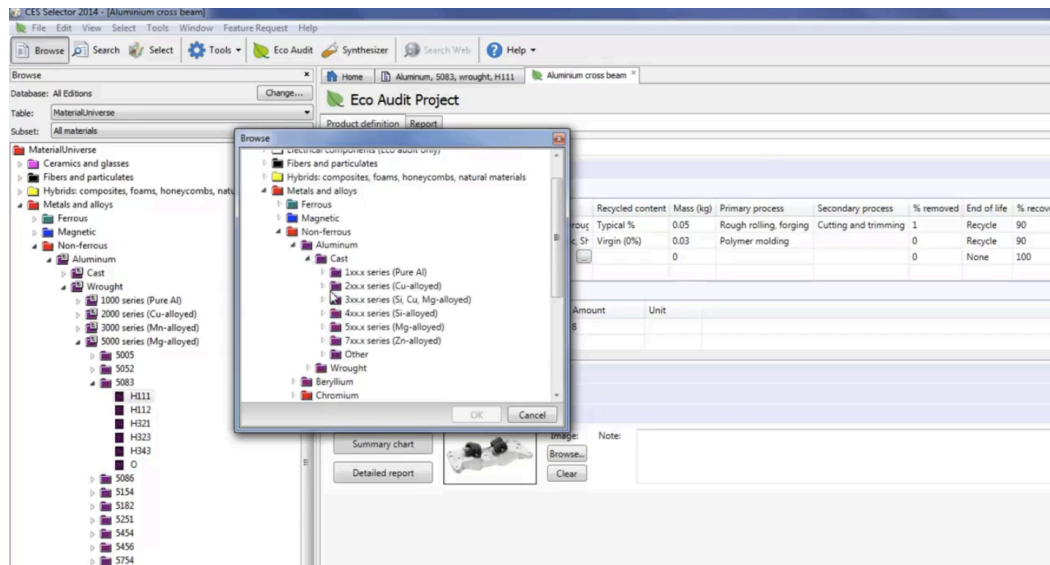 CES Selector 2014 - [Aluminium cross beam]
File Edit View Select Tools Window Feature Request Help
Browse Search Select Tools Eco Audit Synthesizer Search Web Help
Browse
Database: All Editions Change...
Table: MaterialUniverse
Subset: All materials
MaterialUniverse
Ceramics and glasses
Fibers and particulates
Hybrids: composites, foams, honeycombs, natu
Metals and alloys
Ferrous
Magnetic
Non-ferrous
Aluminum
Cast
Wrought
1000 series (Pure Al)
2000 series (Cu-alloyed)
3000 series (Mn-alloyed)
5000 series (Mg-alloyed)
5005
5052
5083
H111
H112
H321
H323
H343
O
5086
5154
5182
5251
5454
5456
5754
Home Aluminum, 5083, wrought, H111 Aluminium cross beam
Eco Audit Project
Product definition Report
Browse
Electrical components (Eco audit only)
Fibers and particulates
Hybrids: composites, foams, honeycombs, natural materials
Metals and alloys
Ferrous
Magnetic
Non-ferrous
Aluminum
Cast
1xx.x series (Pure Al)
2xx.x series (Cu-alloyed)
3xx.x series (Si, Cu, Mg-alloyed)
4xx.x series (Si-alloyed)
5xx.x series (Mg-alloyed)
7xx.x series (Zn-alloyed)
Other
Wrought
Beryllium
Chromium
OK Cancel
Recycled content Mass (kg) Primary process Secondary process % removed End of life % recove
Typical % 0.05 Rough rolling, forging Cutting and trimming 1 Recycle 90
Virgin (0%) 0.03 Polymer molding 0 Recycle 90
... 0 0 None 100
Amount Unit
8
Summary chart
Detailed report
Image: Note:
Browse...
Clear